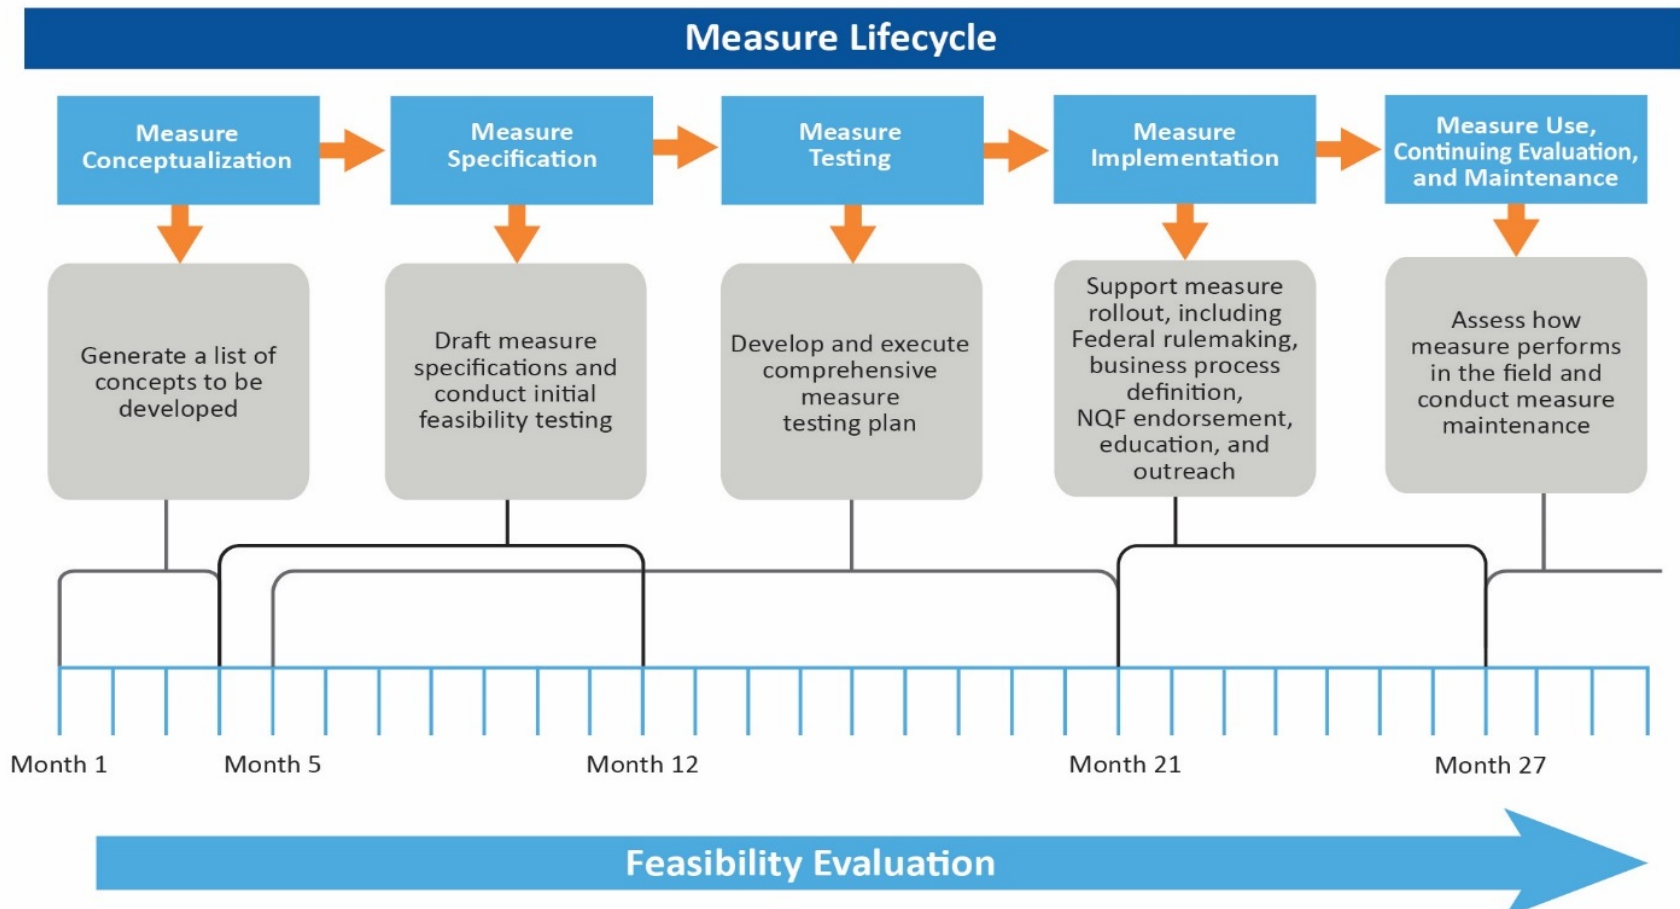 Measure Lifecycle
Measure
Conceptualization
Measure
Specification
Measure
Testing
Measure
Implementation
Measure Use,
Continuing Evaluation,
and Maintenance
Generate a list of
concepts to be
developed
Draft measure
specifications and
conduct initial
feasibility testing
Develop and execute
comprehensive
measure
testing plan
Support measure
rollout, including
Federal rulemaking,
business process
definition,
NQF endorsement,
education, and
outreach
Assess how
measure performs
in the field and
conduct measure
maintenance
Month 1
Month 5
Month 12
Month 21
Month 27
Feasibility Evaluation